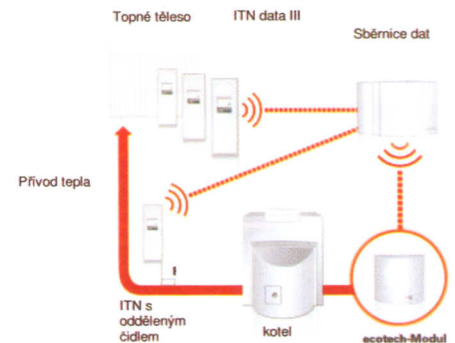 Topné těleso
ITN data III
Sběrnice dat
Přívod tepla
ITN s
odděleným
čidlem
kotel
ecotech-Modul